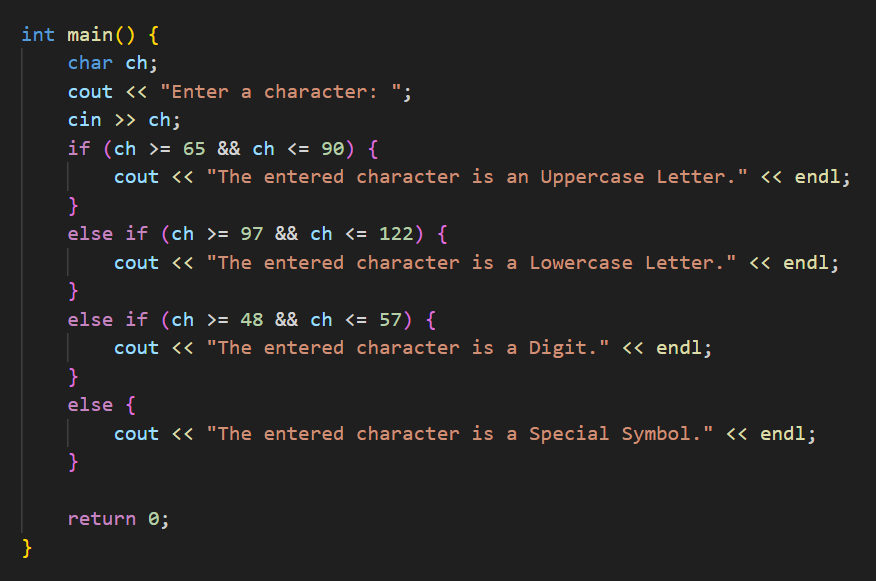 int main() {
    char ch;
    cout << "Enter a character: ";
    cin >> ch;
    if (ch >= 65 && ch <= 90) {
        cout << "The entered character is an Uppercase Letter." << endl;
    }
    else if (ch >= 97 && ch <= 122) {
        cout << "The entered character is a Lowercase Letter." << endl;
    }
    else if (ch >= 48 && ch <= 57) {
        cout << "The entered character is a Digit." << endl;
    }
    else {
        cout << "The entered character is a Special Symbol." << endl;
    }

    return 0;
}